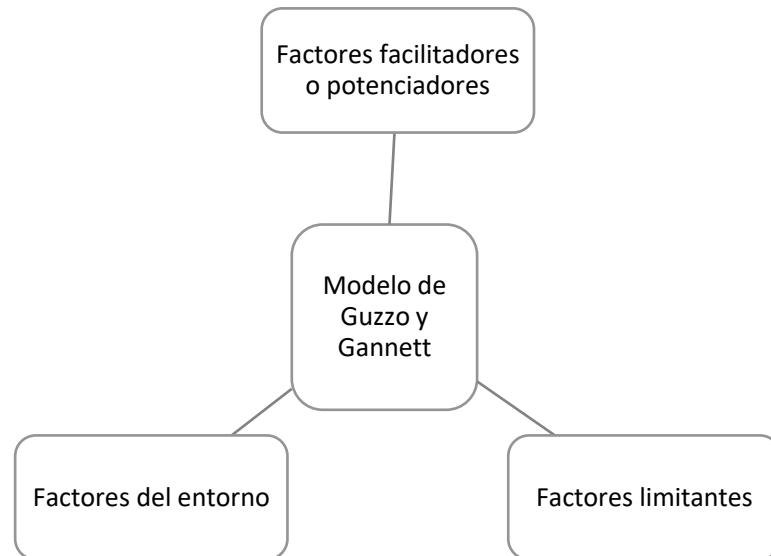 Factores facilitadores
o potenciadores
Modelo de
Guzzo y
Gannett
Factores del entorno
Factores limitantes